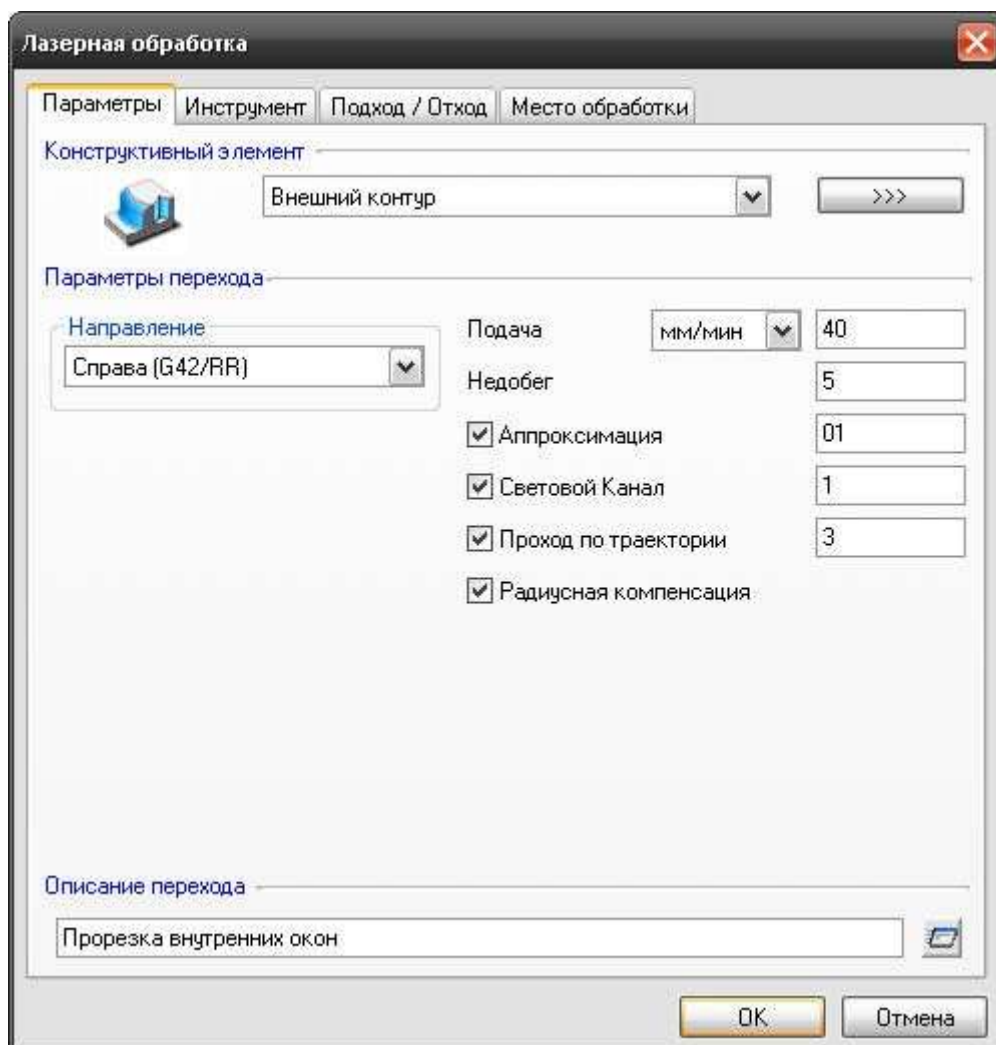 Лазерная обработка
Параметры Инструмент Подход / Отход Место обработки
Конструктивный элемент
Внешний контур >>>
Параметры перехода
Направление
Справа (G42/RR)
Подача мм/мин 40
Недобег 5
Аппроксимация 01
Световой Канал 1
Проход по траектории 3
Радиусная компенсация
Описание перехода
Прорезка внутренних окон
OK Отмена